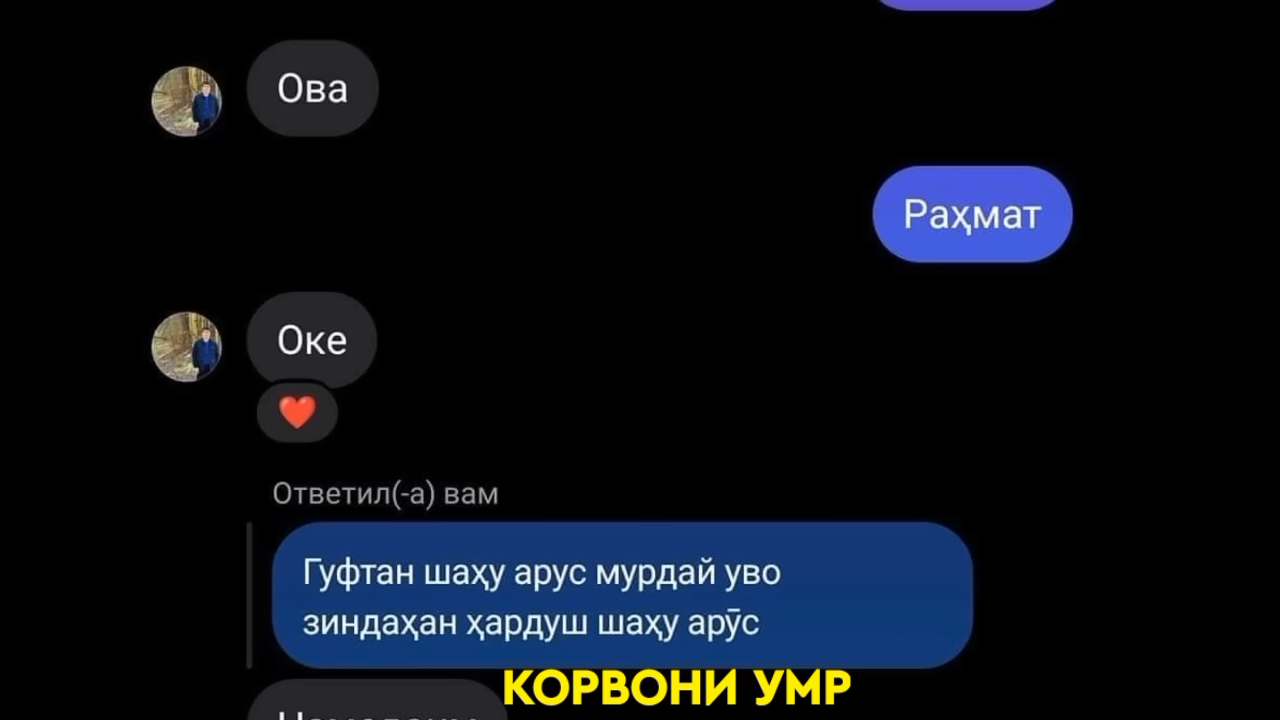 Ова
Раҳмат
Оке
Ответил(-а) вам
Гуфтан шаҳу арус мурдай уво
зиндаҳан ҳардуш шаҳу арӯс
КОРВОНИ УМР